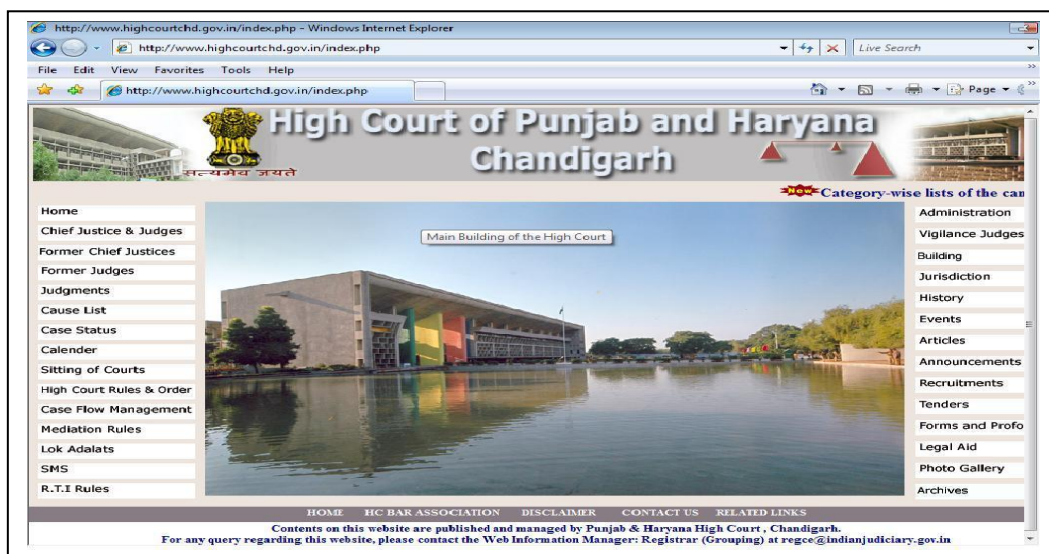 http://www.highcourtchd.gov.in/index.php - Windows Internet Explorer
http://www.highcourtchd.gov.in/index.php
Live Search
File Edit View Favorites Tools Help
http://www.highcourtchd.gov.in/index.php
Page
High Court of Punjab and Haryana
Chandigarh
सत्यमेव जयते
New Category-wise lists of the can
Home
Chief Justice & Judges
Former Chief Justices
Former Judges
Judgments
Cause List
Case Status
Calender
Sitting of Courts
High Court Rules & Order
Case Flow Management
Mediation Rules
Lok Adalats
SMS
R.T.I Rules
Main Building of the High Court
Administration
Vigilance Judges
Building
Jurisdiction
History
Events
Articles
Announcements
Recruitments
Tenders
Forms and Profo
Legal Aid
Photo Gallery
Archives
HOME HC BAR ASSOCIATION DISCLAIMER CONTACT US RELATED LINKS
Contents on this website are published and managed by Punjab & Haryana High Court , Chandigarh.
For any query regarding this website, please contact the Web Information Manager: Registrar (Grouping) at regce@indianjudiciary.gov.in